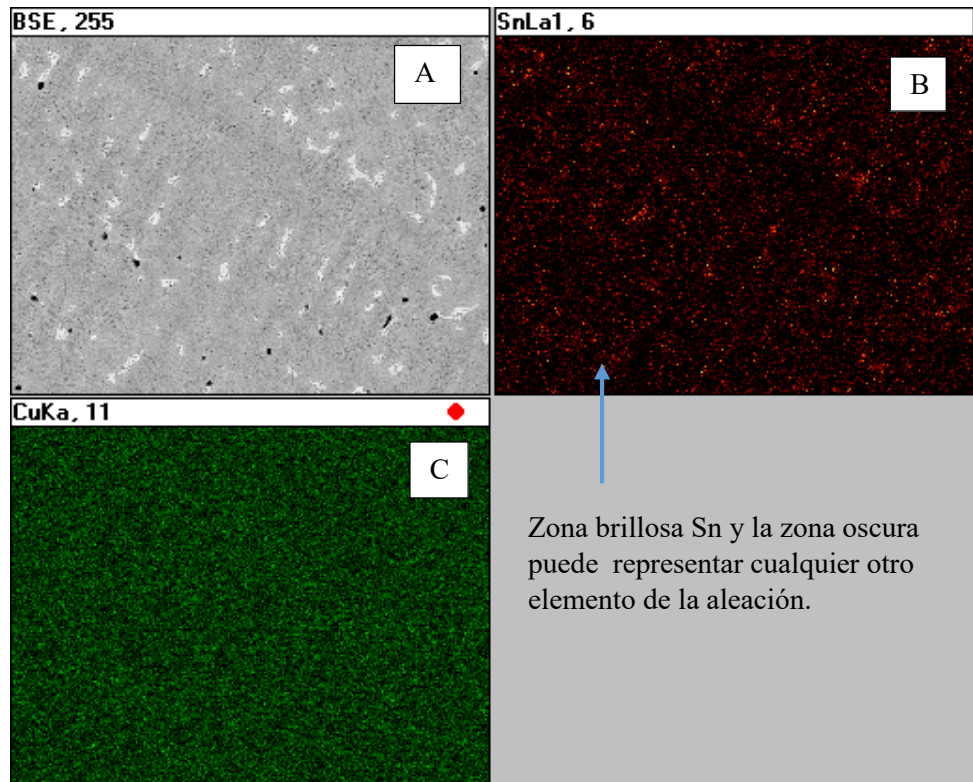 BSE, 255
A
SnLa1, 6
B
CuKa, 11
C
Zona brillosa Sn y la zona oscura
puede representar cualquier otro
elemento de la aleación.